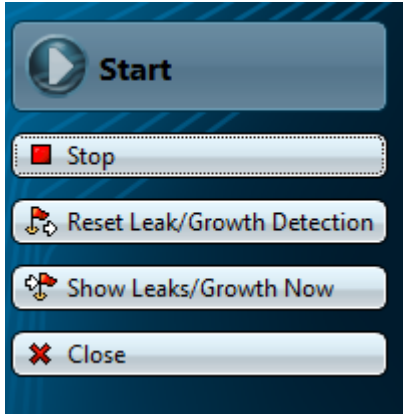 Start
Stop
Reset Leak/Growth Detection
Show Leaks/Growth Now
Close